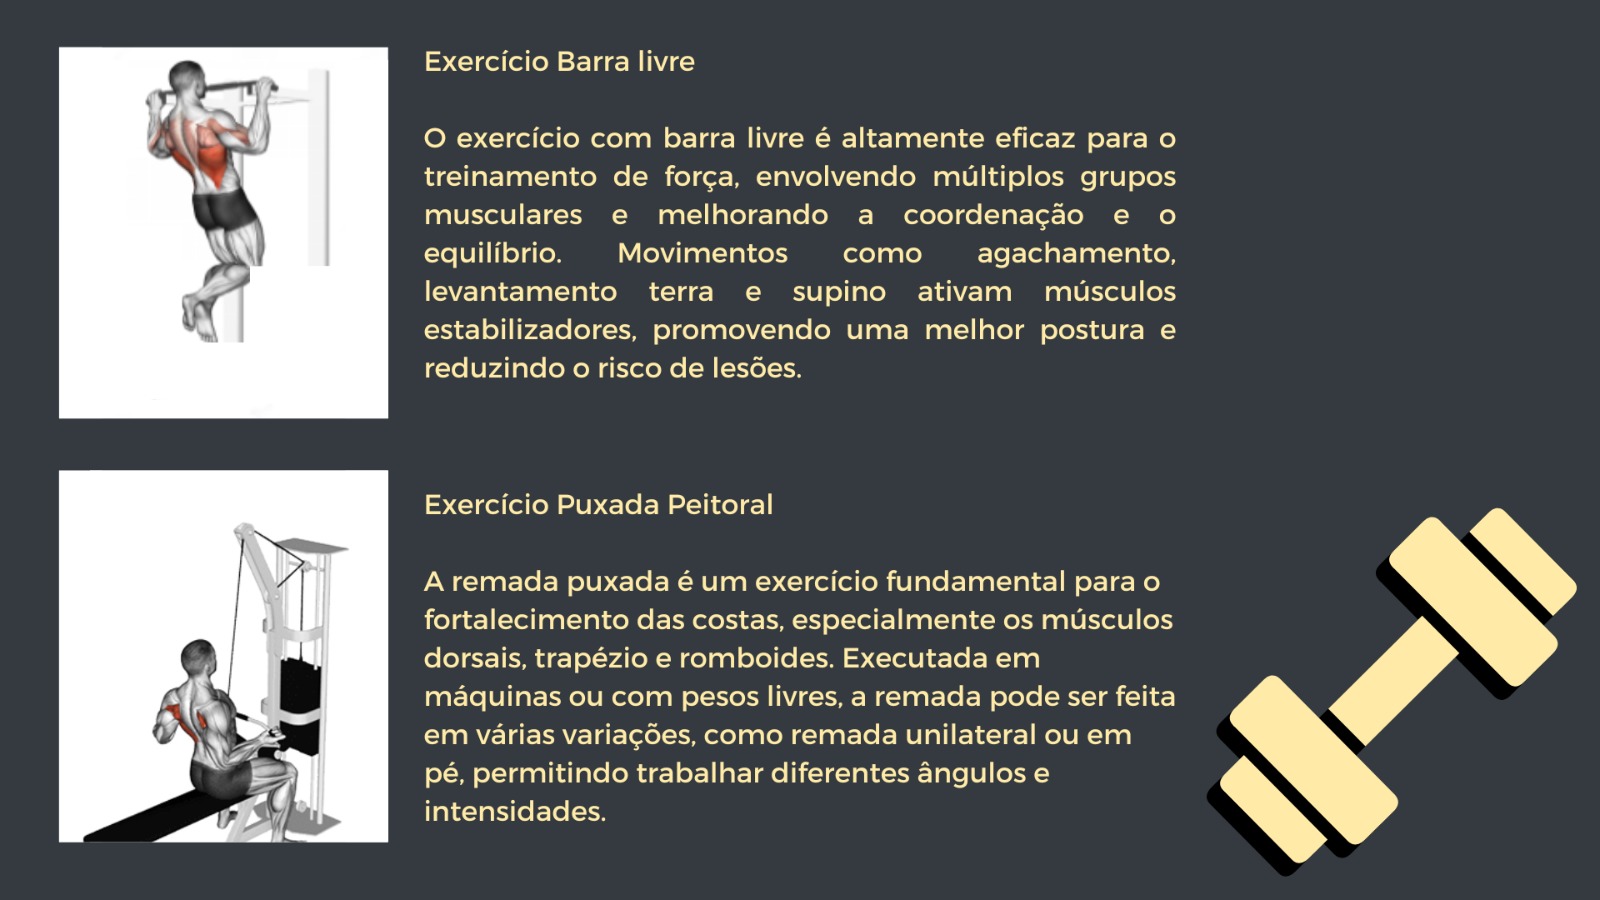 Exercício Barra livre
O exercício com barra livre é altamente eficaz para o
treinamento de força, envolvendo múltiplos grupos
musculares e melhorando a coordenação e o
equilíbrio. Movimentos como agachamento,
levantamento terra e supino ativam músculos
estabilizadores, promovendo uma melhor postura e
reduzindo o risco de lesões.
Exercício Puxada Peitoral
A remada puxada é um exercício fundamental para o
fortalecimento das costas, especialmente os músculos
dorsais, trapézio e romboides. Executada em
máquinas ou com pesos livres, a remada pode ser feita
em várias variações, como remada unilateral ou em
pé, permitindo trabalhar diferentes ângulos e
intensidades.